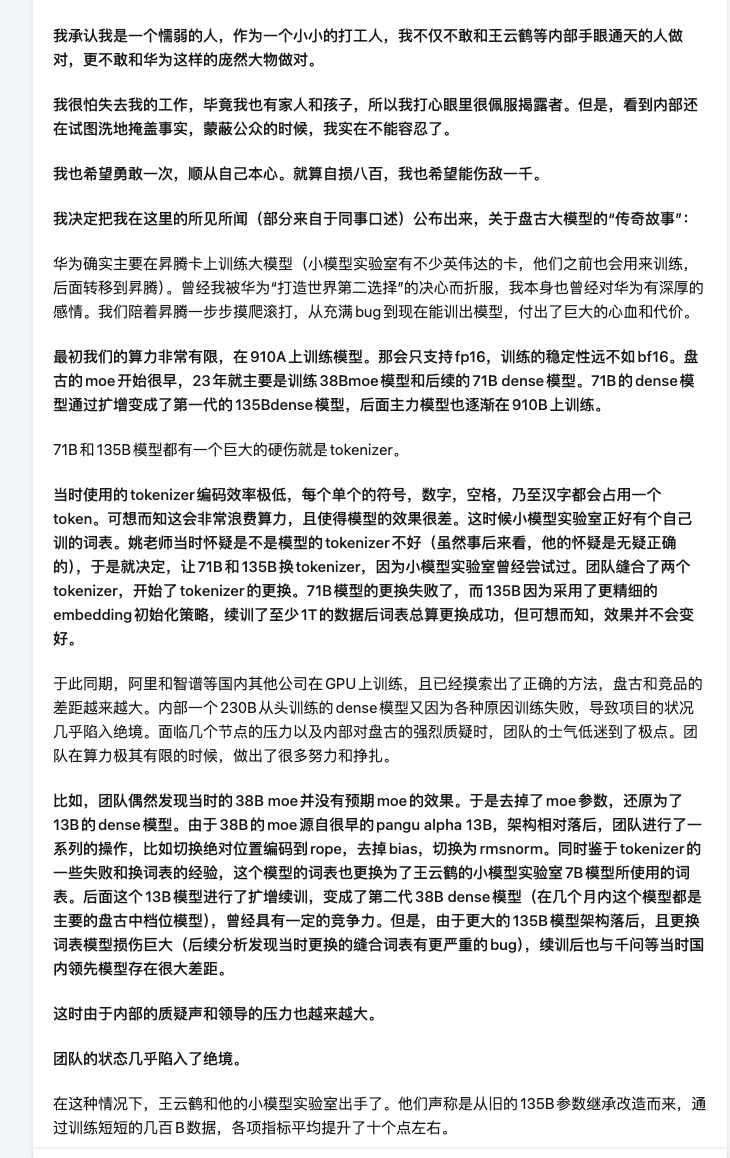 我承认我是一个懦弱的人，作为一个小小的打工人，我不仅不敢和王云鹤等内部手眼通天的人做
对，更不敢和华为这样的庞然大物做对。
我很怕失去我的工作，毕竟我也有家人和孩子，所以我打心眼里很佩服揭露者。但是，看到内部还
在试图洗地掩盖事实，蒙蔽公众的时候，我实在不能容忍了。
我也希望勇敢一次，顺从自己本心。就算自损八百，我也希望能伤敌一千。
我决定把我在这里的所见所闻（部分来自于同事口述）公布出来，关于盘古大模型的“传奇故事”：
华为确实主要在昇腾卡上训练大模型（小模型实验室有不少英伟达的卡，他们之前也会用来训练，
后面转移到昇腾）。曾经我被华为“打造世界第二选择”的决心而折服，我本身也曾经对华为有深厚的
感情。我们陪着昇腾一步步摸爬滚打，从充满bug到现在能训出模型，付出了巨大的心血和代价。
最初我们的算力非常有限，在910A上训练模型。那会只支持fp16，训练的稳定性远不如bf16。盘
古的moe开始很早，23年就主要是训练38Bmoe模型和后续的71B dense模型。71B的dense模
型通过扩增变成了第一代的135Bdense模型，后面主力模型也逐渐在910B上训练。
71B和135B模型都有一个巨大的硬伤就是tokenizer。
当时使用的tokenizer编码效率极低，每个单个的符号，数字，空格，乃至汉字都会占用一个
token。可想而知这会非常浪费算力，且使得模型的效果很差。这时候小模型实验室正好有个自己
训的词表。姚老师当时怀疑是不是模型的tokenizer不好（虽然事后来看，他的怀疑是无疑正确
的），于是就决定，让71B和135B换tokenizer，因为小模型实验室曾经尝试过。团队缝合了两个
tokenizer，开始了tokenizer的更换。71B模型的更换失败了，而135B因为采用了更精细的
embedding初始化策略，续训了至少1T的数据后词表总算更换成功，但可想而知，效果并不会变
好。
于此同期，阿里和智谱等国内其他公司在GPU上训练，且已经摸索出了正确的方法，盘古和竞品的
差距越来越大。内部一个230B从头训练的dense模型又因为各种原因训练失败，导致项目的状况
几乎陷入绝境。面临几个节点的压力以及内部对盘古的强烈质疑时，团队的士气低迷到了极点。团
队在算力极其有限的时候，做出了很多努力和挣扎。
比如，团队偶然发现当时的38B moe并没有预期moe的效果。于是去掉了moe参数，还原为了
13B的dense模型。由于38B的moe源自很早的pangu alpha 13B，架构相对落后，团队进行了一
系列的操作，比如切换绝对位置编码到rope，去掉bias，切换为rmsnorm。同时鉴于tokenizer的
一些失败和换词表的经验，这个模型的词表也更换为了王云鹤的小模型实验室7B模型所使用的词
表。后面这个13B模型进行了扩增续训，变成了第二代38B dense模型（在几个月内这个模型都是
主要的盘古中档位模型），曾经具有一定的竞争力。但是，由于更大的135B模型架构落后，且更换
词表模型损伤巨大（后续分析发现当时更换的缝合词表有更严重的bug），续训后也与千问等当时国
内领先模型存在很大差距。
这时由于内部的质疑声和领导的压力也越来越大。
团队的状态几乎陷入了绝境。
在这种情况下，王云鹤和他的小模型实验室出手了。他们声称是从旧的135B参数继承改造而来，通
过训练短短的几百B数据，各项指标平均提升了十个点左右。